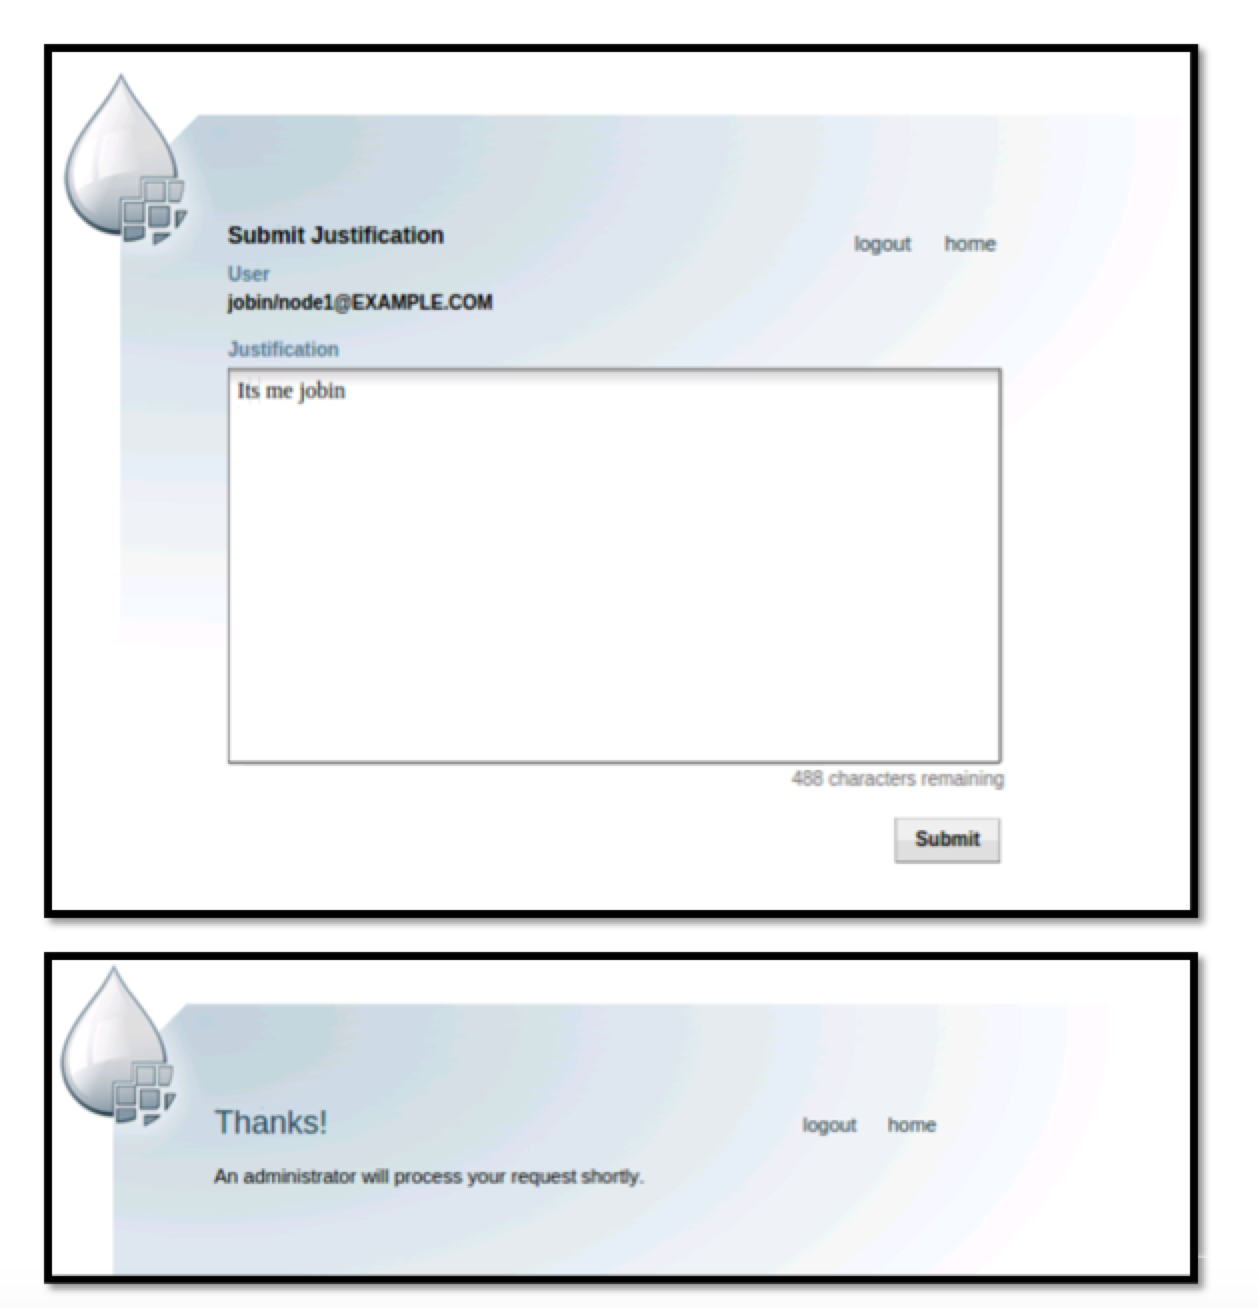 Submit Justification
logout home
User
jobin/node1@EXAMPLE.COM
Justification
Its me jobin
488 characters remaining
Submit
Thanks!
logout home
An administrator will process your request shortly.